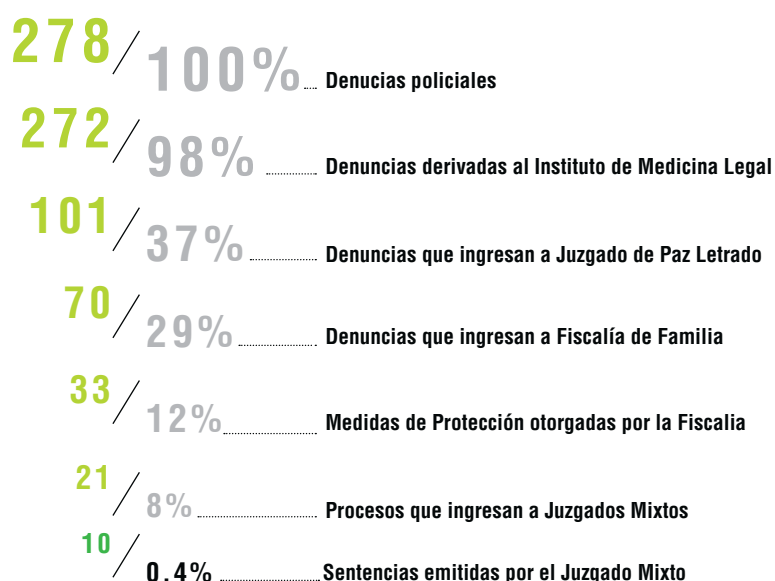 278/100% Denucias policiales
272/98% Denuncias derivadas al Instituto de Medicina Legal
101/37% Denuncias que ingresan a Juzgado de Paz Letrado
70/29% Denuncias que ingresan a Fiscalía de Familia
33/12% Medidas de Protección otorgadas por la Fiscalia
21/8% Procesos que ingresan a Juzgados Mixtos
10/0.4% Sentencias emitidas por el Juzgado Mixto